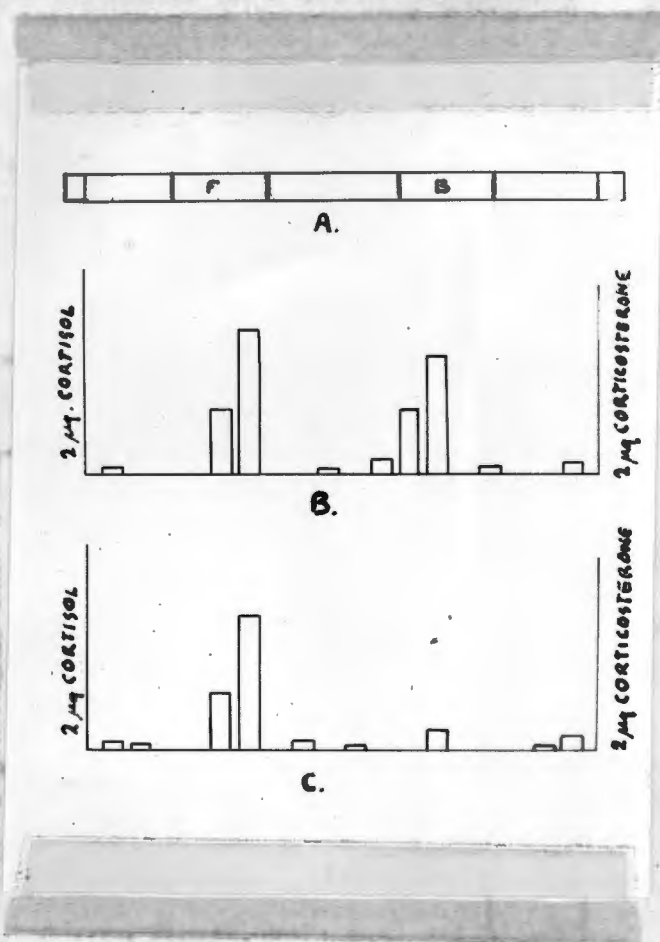 F B
A.
2 μg. CORTISOL
2 μg CORTICOSTERONE
B.
2 μg CORTISOL
2 μg CORTICOSTERONE
C.